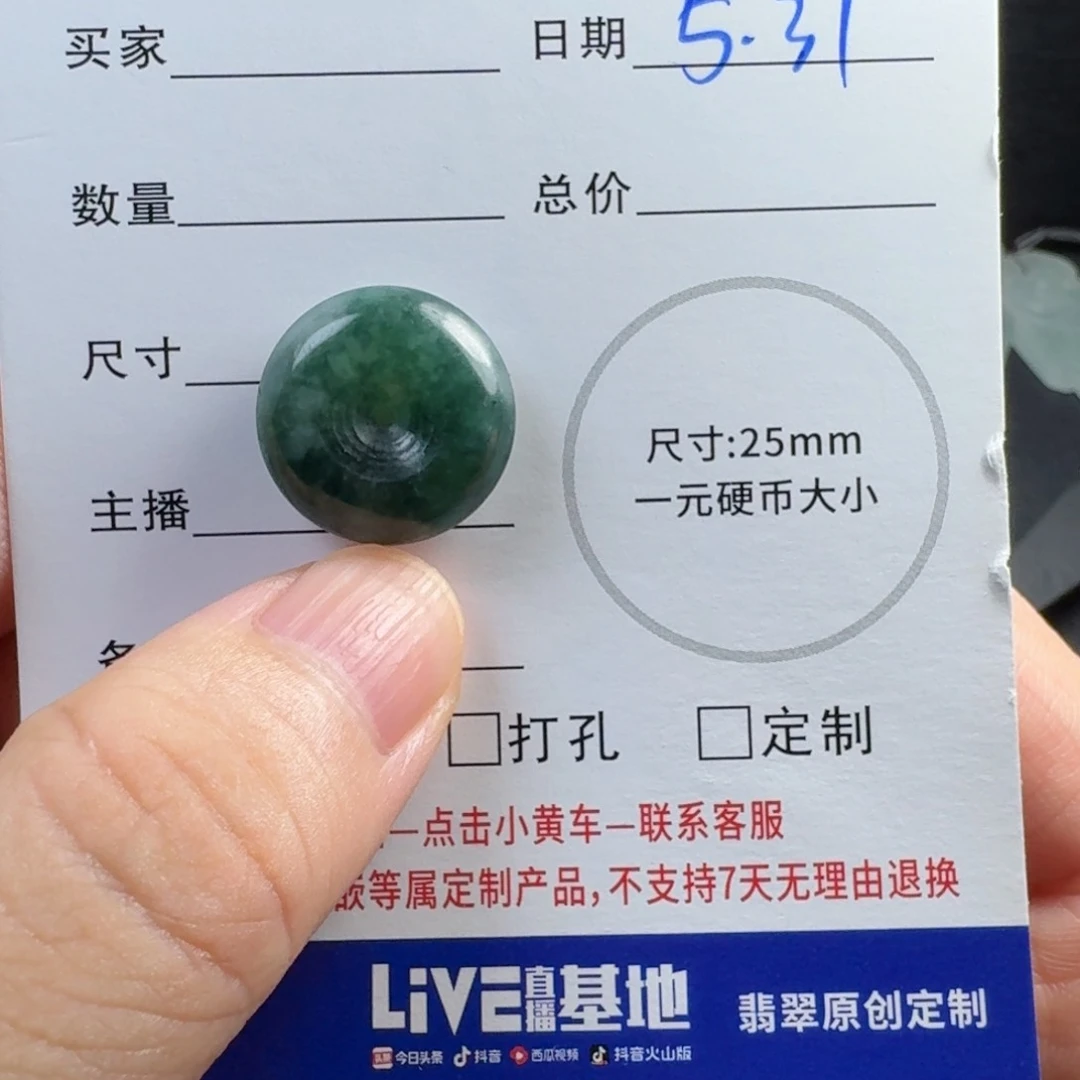 买家 日期 5.31
数量 总价
尺寸
尺寸:25mm
一元硬币大小
主播
打孔 定制
—点击小黄车—联系客服
嵌等属定制产品,不支持7天无理由退换
LiVE直播基地 翡翠原创定制
头条 今日头条 抖音 西瓜视频 抖音火山版